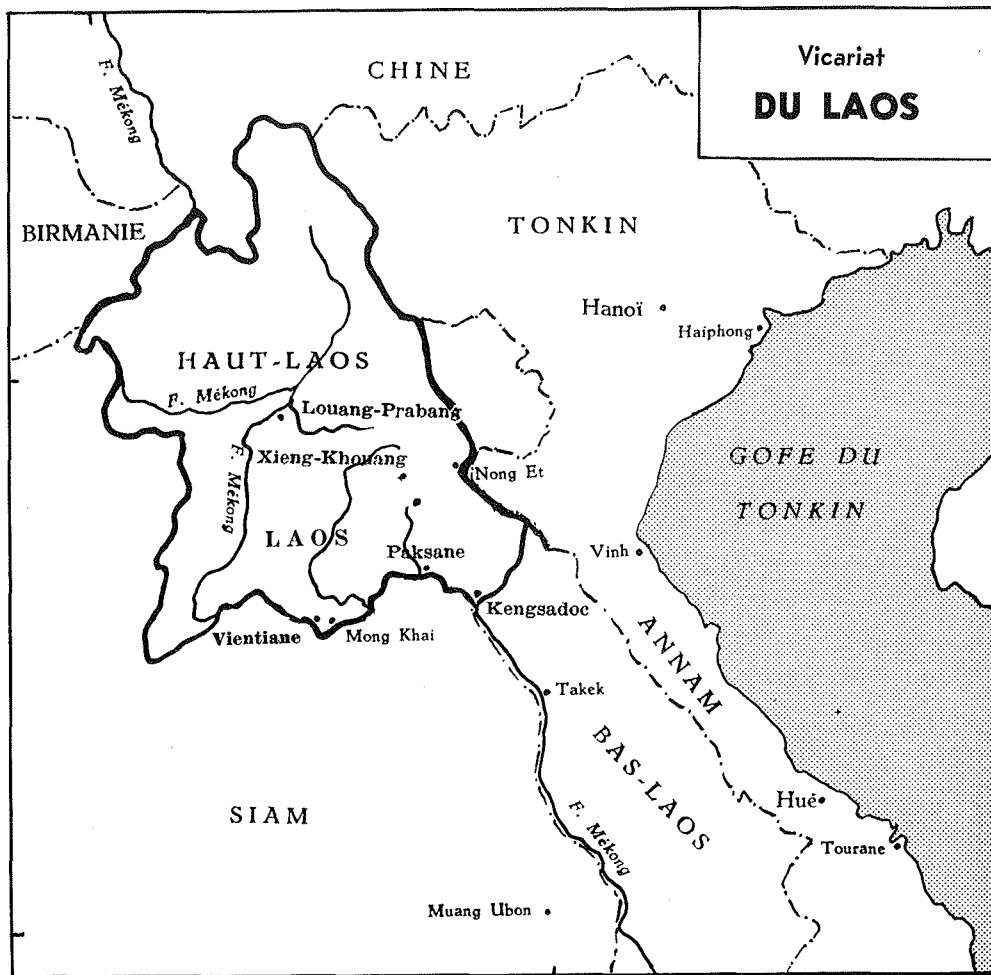 Vicariat
DU LAOS
F. Mékong
CHINE
BIRMANIE
TONKIN
Hanoï
Haiphong
HAUT-LAOS
F. Mékong
Louang-Prabang
Xieng-Khouang
F. Mékong
Nong Et
GOFE DU
TONKIN
LAOS
Paksane
Vinh
Kengsadoc
Vientiane
Mong Khai
ANNAM
Takek
BAS-LAOS
SIAM
F. Mékong
Hué
Tourane
Muang Ubon